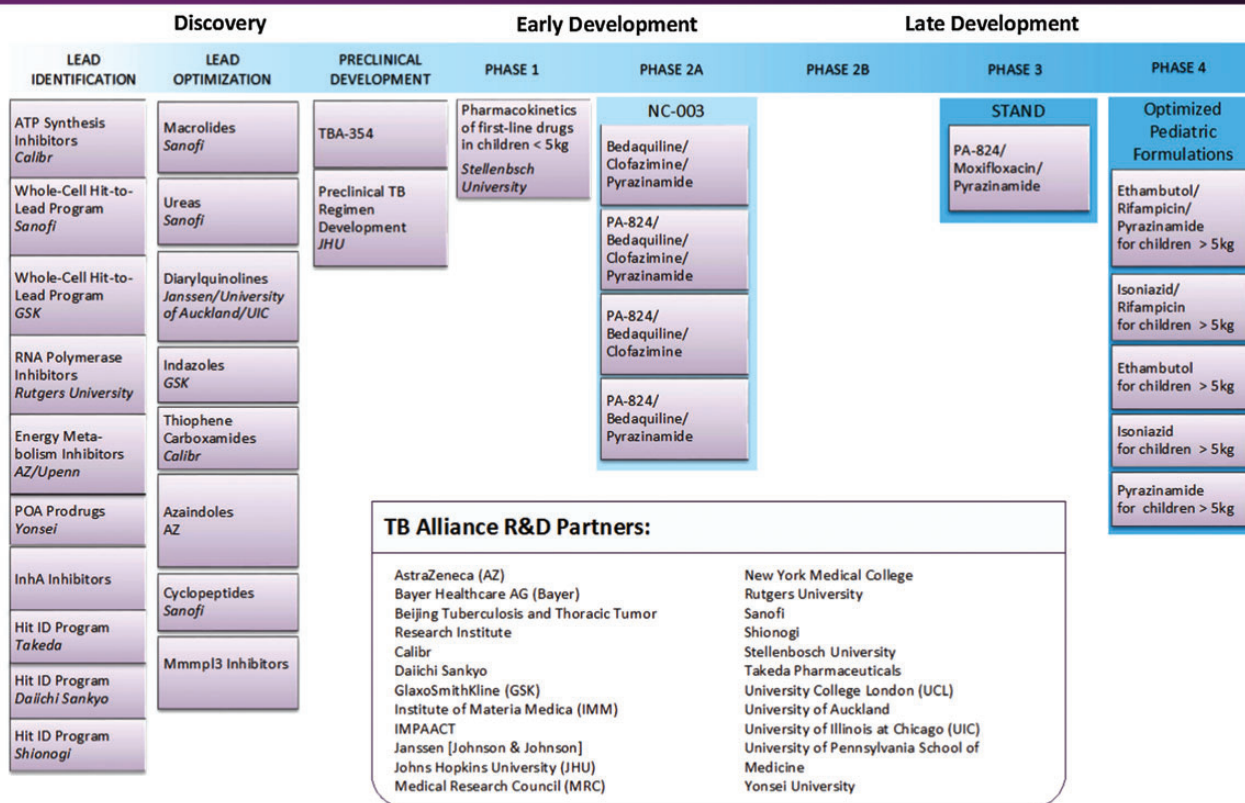 Discovery
Early Development
Late Development
LEAD
IDENTIFICATION
LEAD
OPTIMIZATION
PRECLINICAL
DEVELOPMENT
PHASE 1
PHASE 2A
PHASE 2B
PHASE 3
PHASE 4
ATP Synthesis
Inhibitors
Calibr
Whole-Cell Hit-to-
Lead Program
Sanofi
Whole-Cell Hit-to-
Lead Program
GSK
RNA Polymerase
Inhibitors
Rutgers University
Energy Meta-
bolism Inhibitors
AZ/Upenn
POA Prodrugs
Yonsei
InhA Inhibitors
Hit ID Program
Takeda
Hit ID Program
Daiichi Sankyo
Hit ID Program
Shionogi
Macrolides
Sanofi
Ureas
Sanofi
Diarylquinolines
Janssen/University
of Auckland/UIC
Indazoles
GSK
Thiophene
Carboxamides
Calibr
Azaindoles
AZ
Cyclopeptides
Sanofi
Mmmpl3 Inhibitors
TBA-354
Preclinical TB
Regimen
Development
JHU
Pharmacokinetics
of first-line drugs
in children < 5kg
Stellenbsch
University
NC-003
Bedaquiline/
Clofazimine/
Pyrazinamide
PA-824/
Bedaquiline/
Clofazimine/
Pyrazinamide
PA-824/
Bedaquiline/
Clofazimine
PA-824/
Bedaquiline/
Pyrazinamide
STAND
PA-824/
Moxifloxacin/
Pyrazinamide
Optimized
Pediatric
Formulations
Ethambutol/
Rifampicin/
Pyrazinamide
for children > 5kg
Isoniazid/
Rifampicin
for children > 5kg
Ethambutol
for children > 5kg
Isoniazid
for children > 5kg
Pyrazinamide
for children > 5kg
TB Alliance R&D Partners:
AstraZeneca (AZ)
Bayer Healthcare AG (Bayer)
Beijing Tuberculosis and Thoracic Tumor
Research Institute
Calibr
Daiichi Sankyo
GlaxoSmithKline (GSK)
Institute of Materia Medica (IMM)
IMPAACT
Janssen [Johnson & Johnson]
Johns Hopkins University (JHU)
Medical Research Council (MRC)
New York Medical College
Rutgers University
Sanofi
Shionogi
Stellenbosch University
Takeda Pharmaceuticals
University College London (UCL)
University of Auckland
University of Illinois at Chicago (UIC)
University of Pennsylvania School of
Medicine
Yonsei University